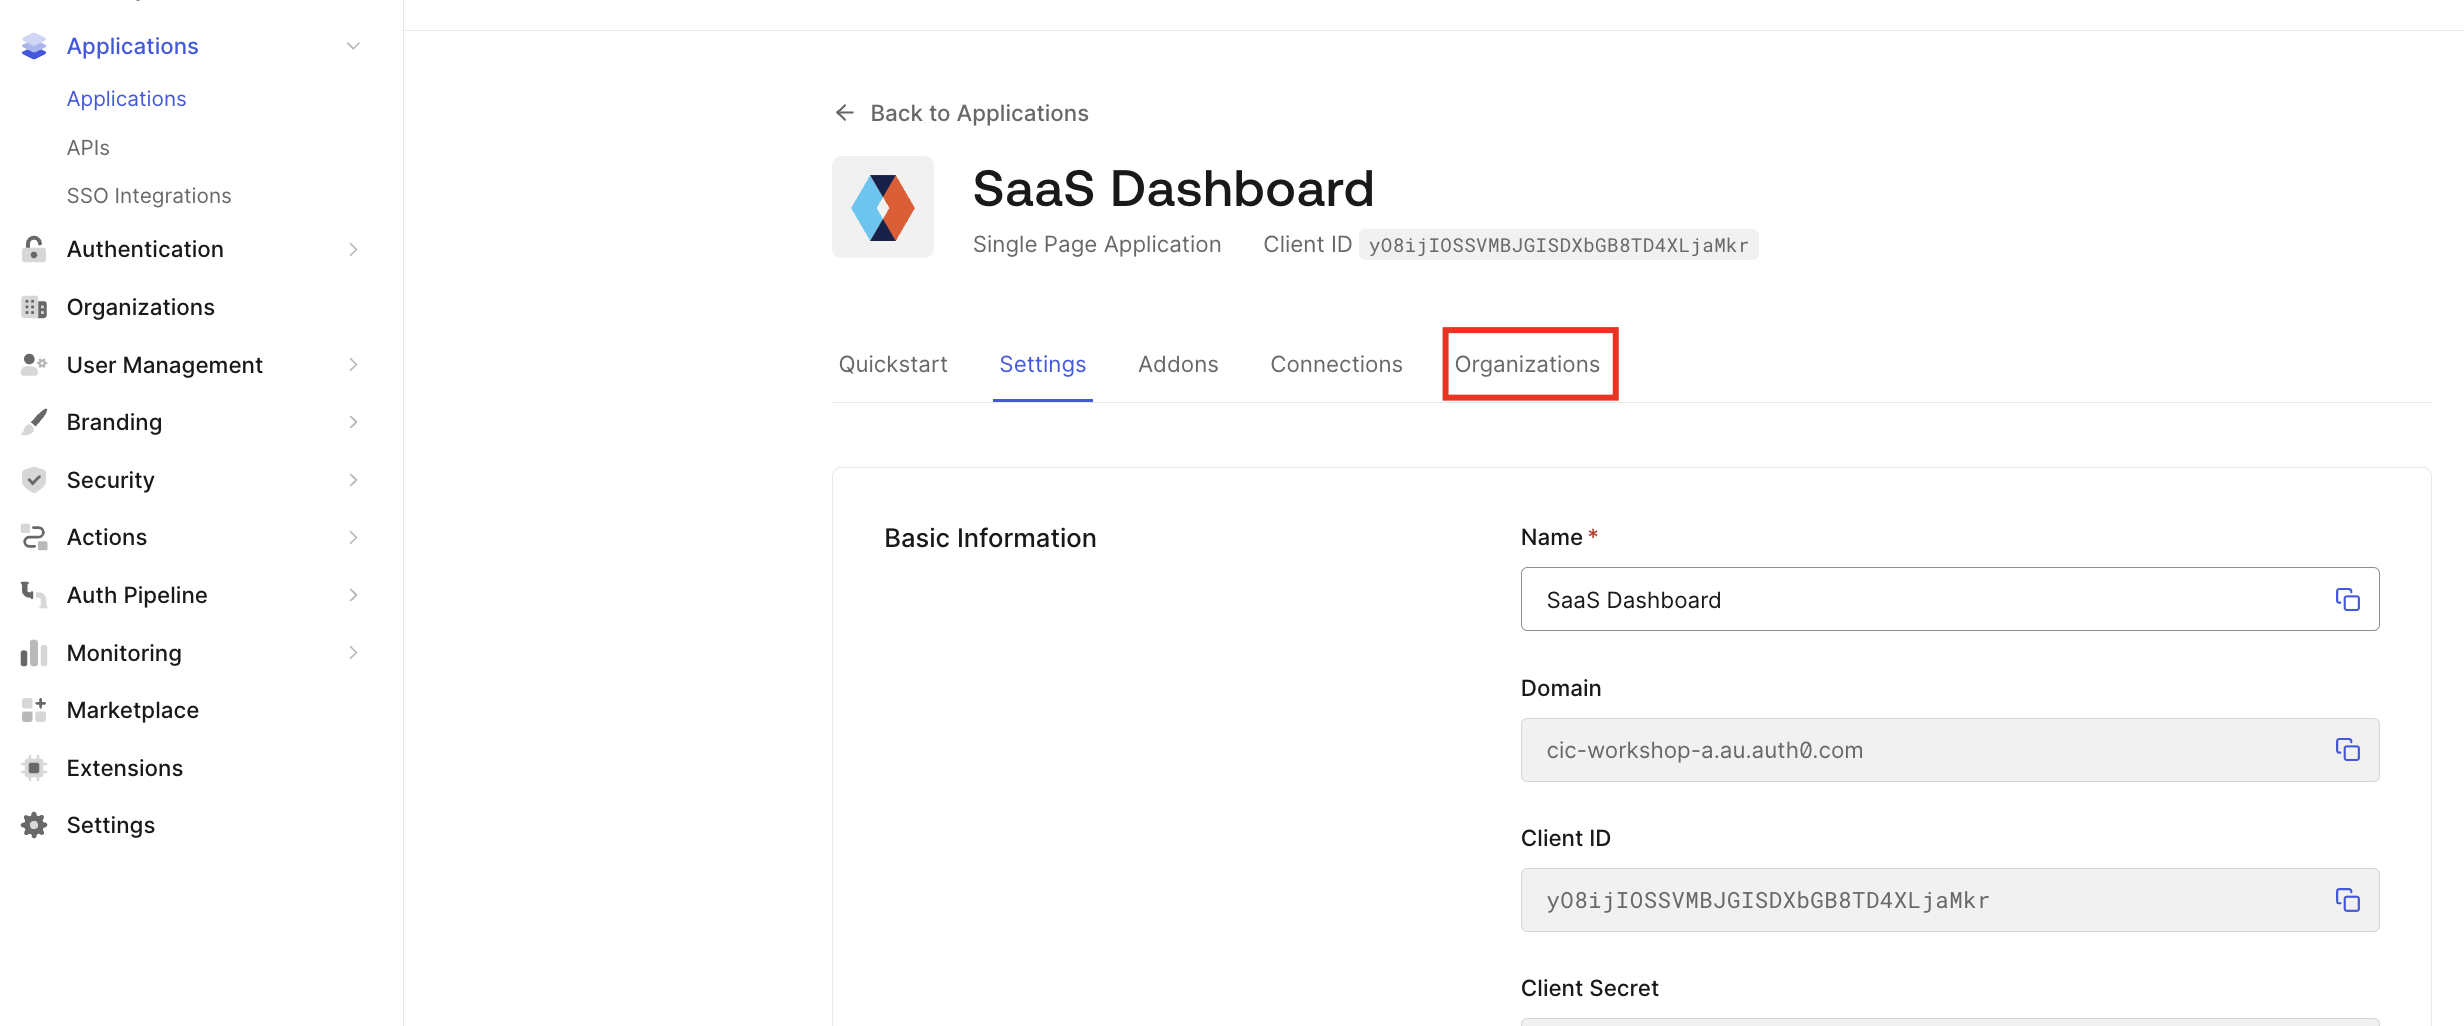 Applications
Applications
APIs
SSO Integrations
Authentication
Organizations
User Management
Branding
Security
Actions
Auth Pipeline
Monitoring
Marketplace
Extensions
Settings
Back to Applications
SaaS Dashboard
Single Page Application Client ID yO8ijIOSSVMBJGISDXbGB8TD4XLjaMkr
Quickstart Settings Addons Connections Organizations
Basic Information
Name *
SaaS Dashboard
Domain
cic-workshop-a.au.auth0.com
Client ID
yO8ijIOSSVMBJGISDXbGB8TD4XLjaMkr
Client Secret